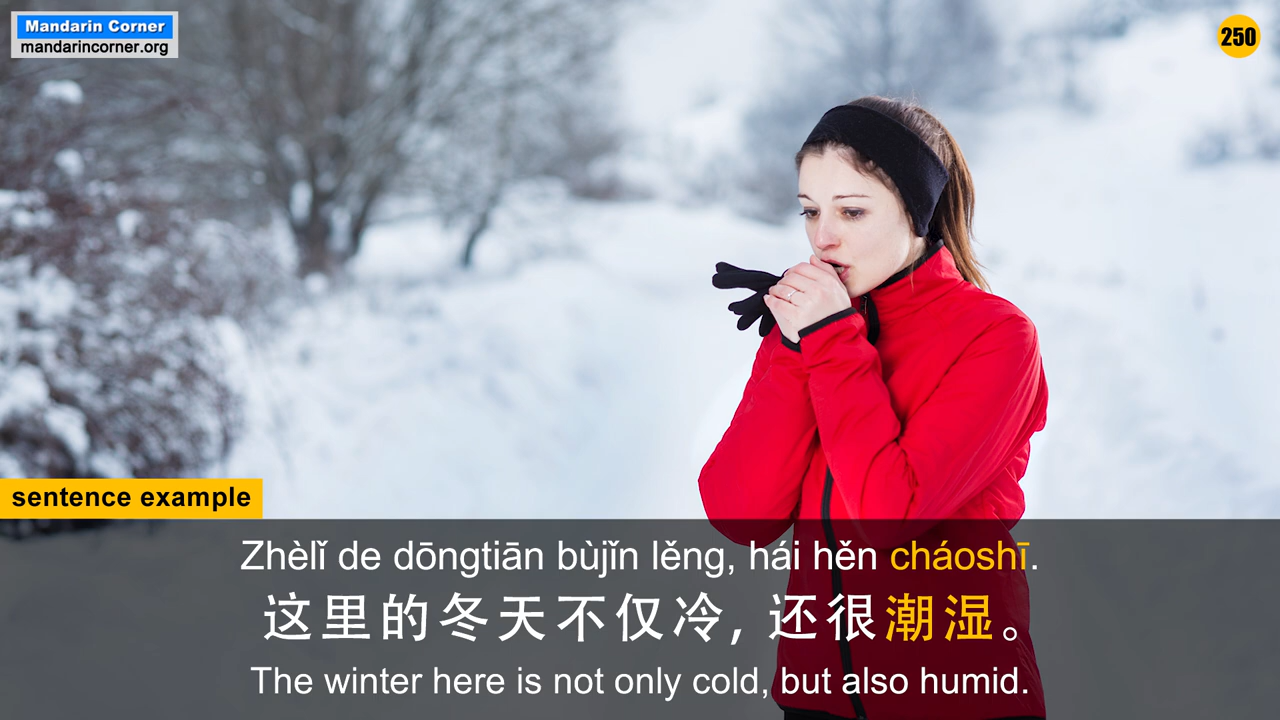 Mandarin Corner
mandarincorner.org
250
sentence example
Zhèlǐ de dōngtiān bùjǐn lěng, hái hěn cháoshī.
这里的冬天不仅冷, 还很潮湿。
The winter here is not only cold, but also humid.